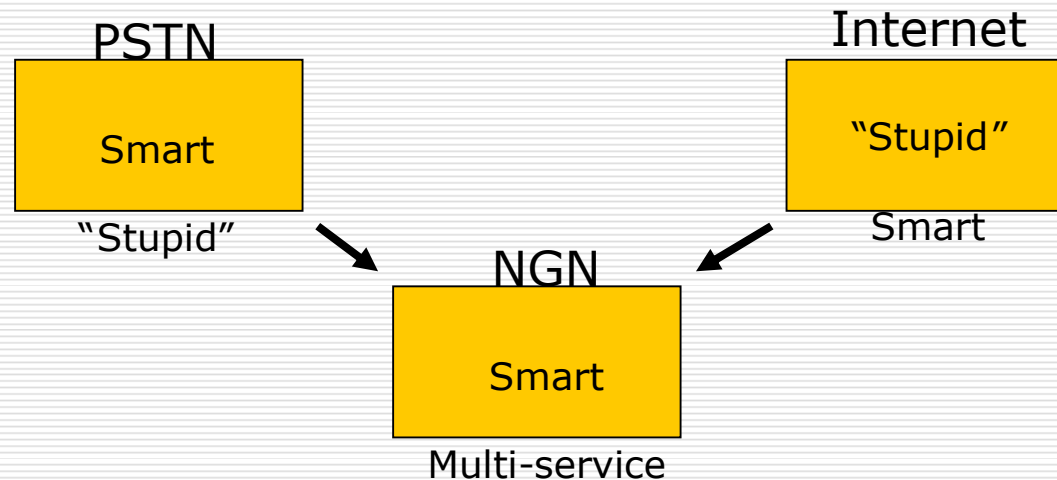 PSTN
Smart
“Stupid”
Internet
“Stupid”
Smart
NGN
Smart
Multi-service